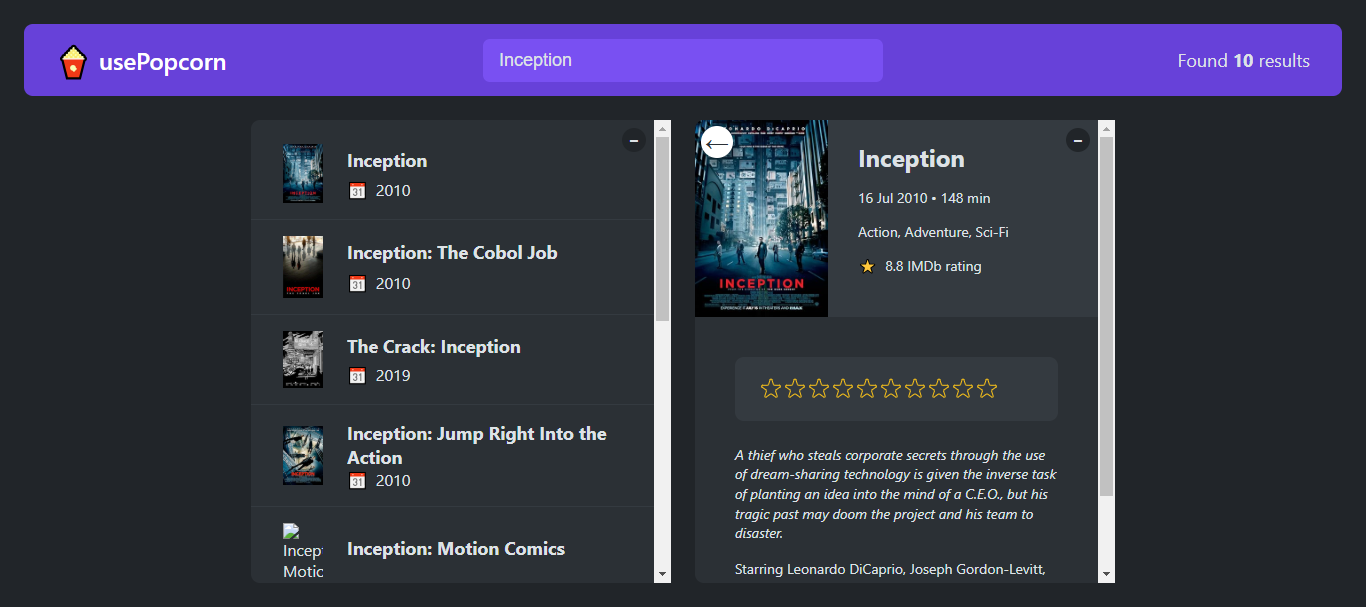 usePopcorn
Inception
Found 10 results
Inception
31 2010
Inception: The Cobol Job
31 2010
The Crack: Inception
31 2019
Inception: Jump Right Into the
Action
31 2010
Incept
Motic
Inception: Motion Comics
INCEPTION
Inception
16 Jul 2010 • 148 min
Action, Adventure, Sci-Fi
8.8 IMDb rating
A thief who steals corporate secrets through the use
of dream-sharing technology is given the inverse task
of planting an idea into the mind of a C.E.O., but his
tragic past may doom the project and his team to
disaster.
Starring Leonardo DiCaprio, Joseph Gordon-Levitt,